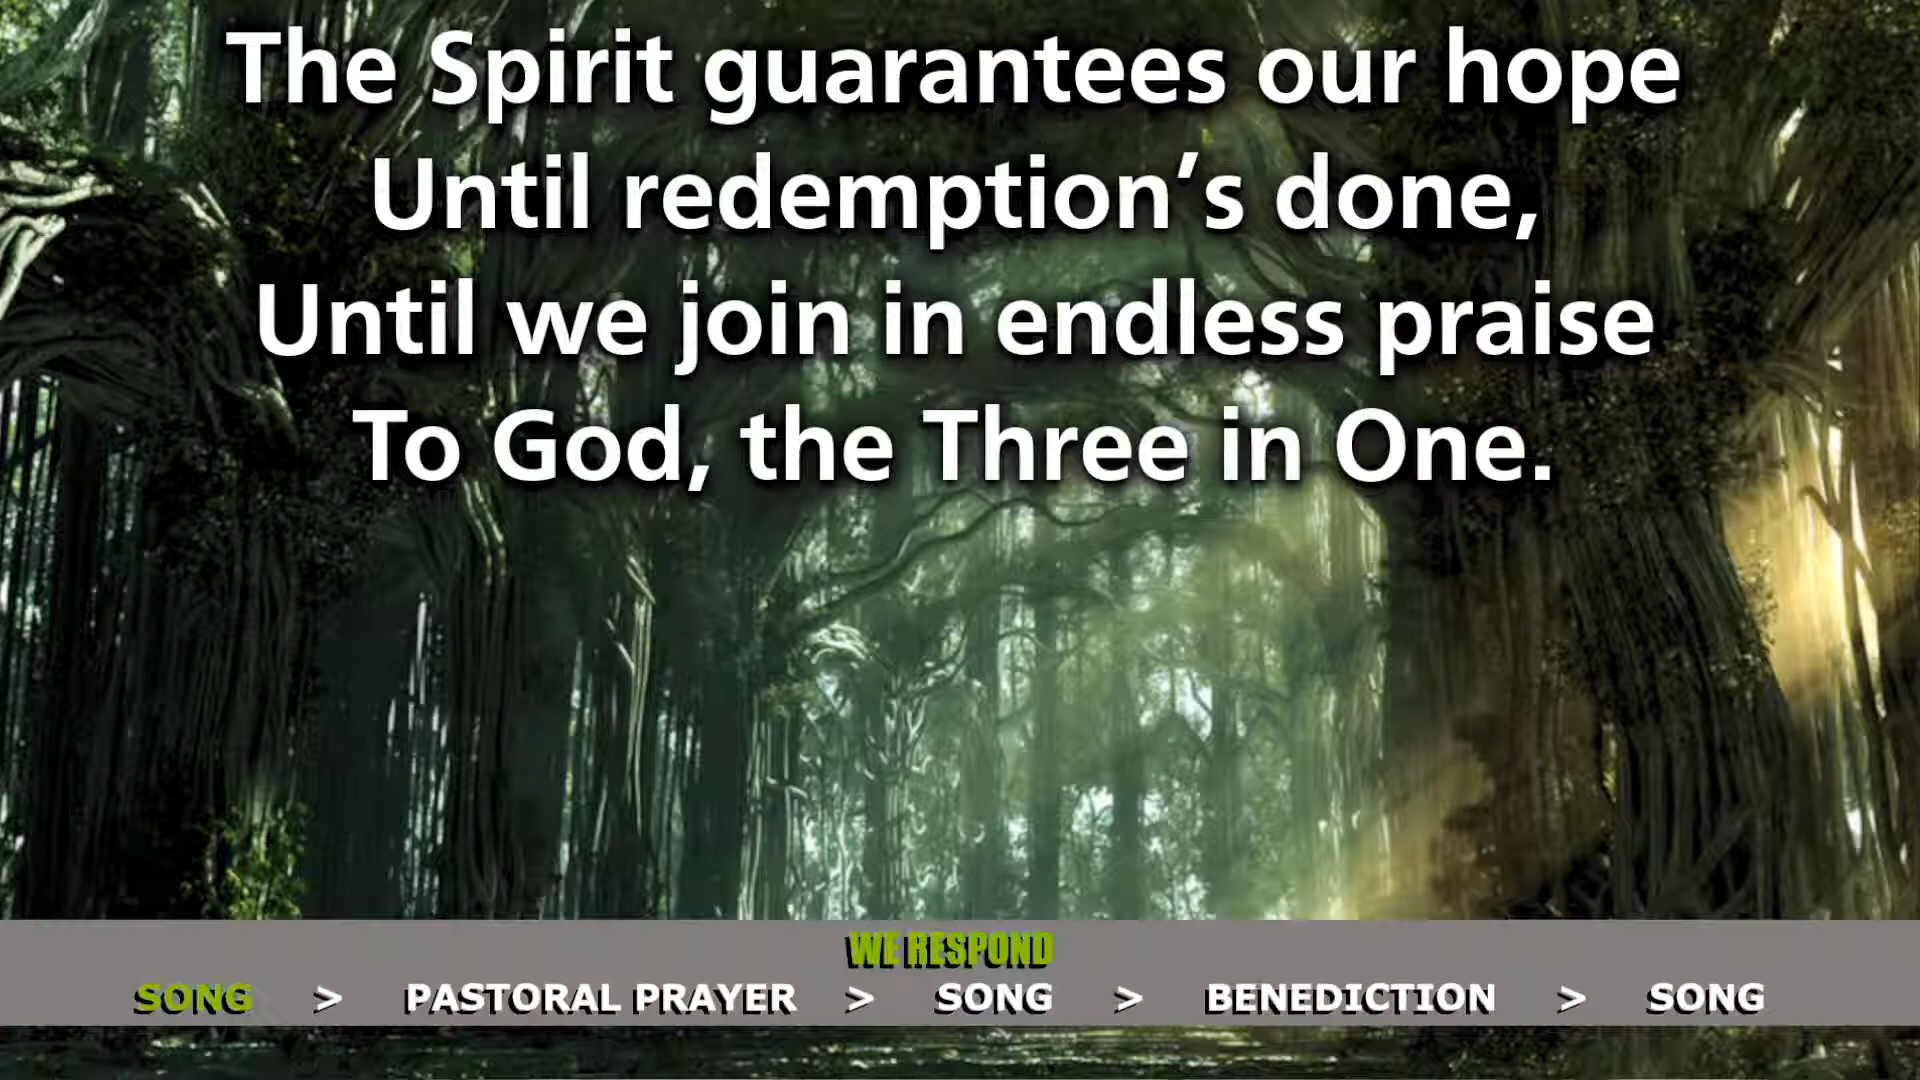 The Spirit guarantees our hope
Until redemption’s done,
Until we join in endless praise
To God, the Three in One.
WE RESPOND
SONG > PASTORAL PRAYER > SONG > BENEDICTION > SONG